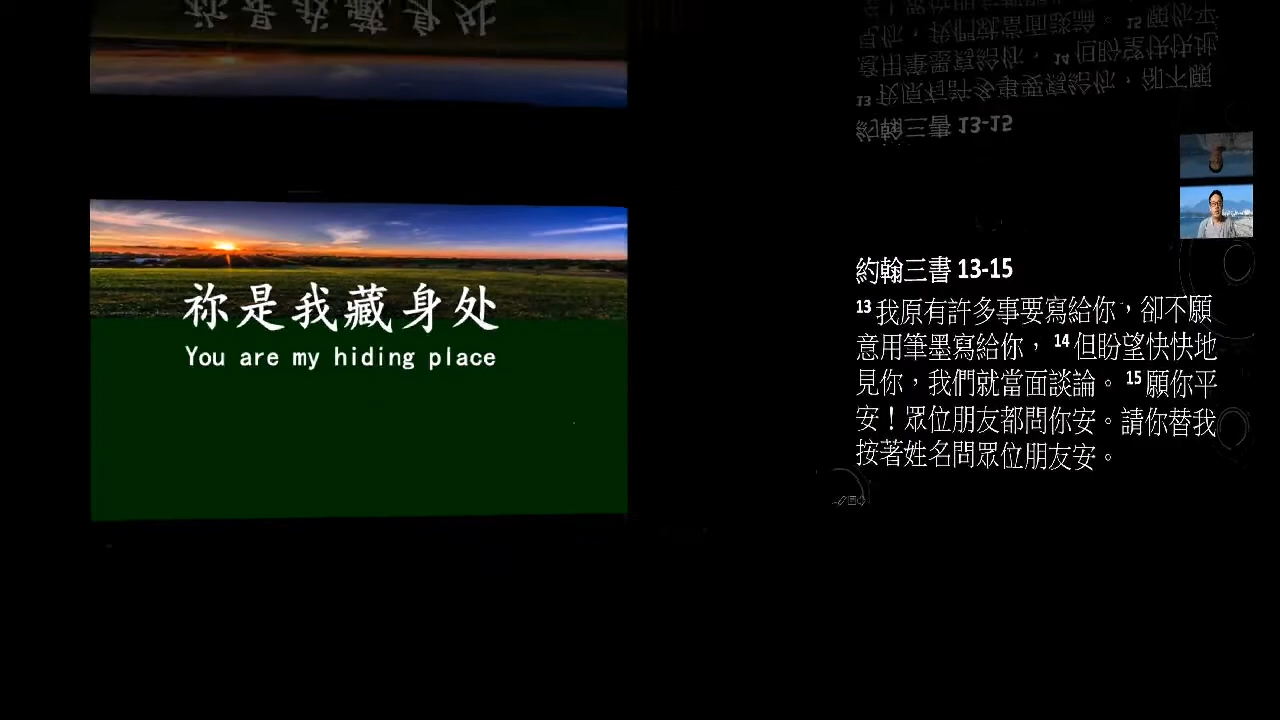 祢是我藏身处
You are my hiding place
約翰三書 13-15
13 我原有許多事要寫給你，卻不願
意用筆墨寫給你， 14 但盼望快快地
見你，我們就當面談論。 15 願你平
安！眾位朋友都問你安。請你替我
按著姓名問眾位朋友安。